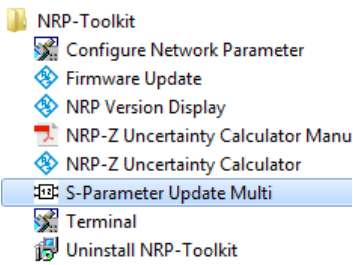 NRP-Toolkit
Configure Network Parameter
Firmware Update
NRP Version Display
NRP-Z Uncertainty Calculator Manu
NRP-Z Uncertainty Calculator
S-Parameter Update Multi
Terminal
Uninstall NRP-Toolkit